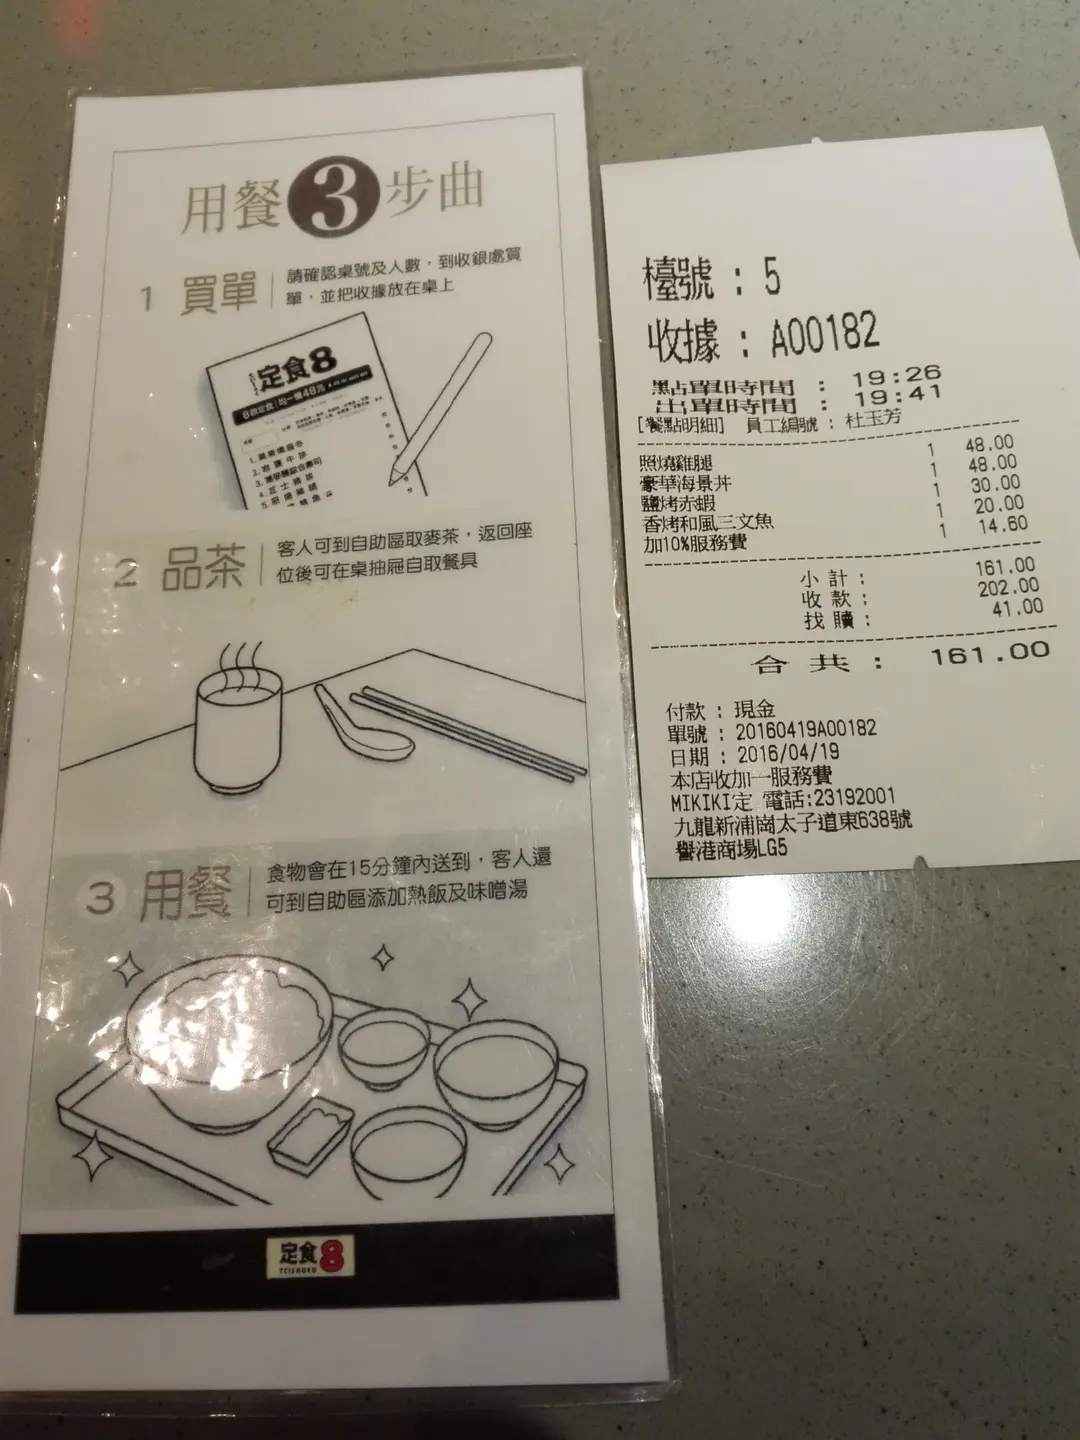 用餐3步曲
1 買單
請確認桌號及人數，到收銀處買
單，並把收據放在桌上
定食8
8款定食 均一價48元
2 品茶
客人可到自助區取麥茶，返回座
位後可在桌抽屜自取餐具
3 用餐
食物會在15分鐘內送到，客人還
可到自助區添加熱飯及味噌湯
定食8
TEISHOKU
檯號：5
收據：A00182
點單時間：19:26
出單時間：19:41
[餐點明細] 員工編號：杜玉芳
照燒雞腿 1 48.00
豪華海景丼 1 48.00
鹽烤赤蝦 1 30.00
香烤和風三文魚 1 20.00
加10%服務費 1 14.60
小計：161.00
收款：202.00
找贖：41.00
合共：161.00
付款：現金
單號：20160419A00182
日期：2016/04/19
本店收加一服務費
MIKIKI定 電話:23192001
九龍新浦崗太子道東638號
譽港商場LG5